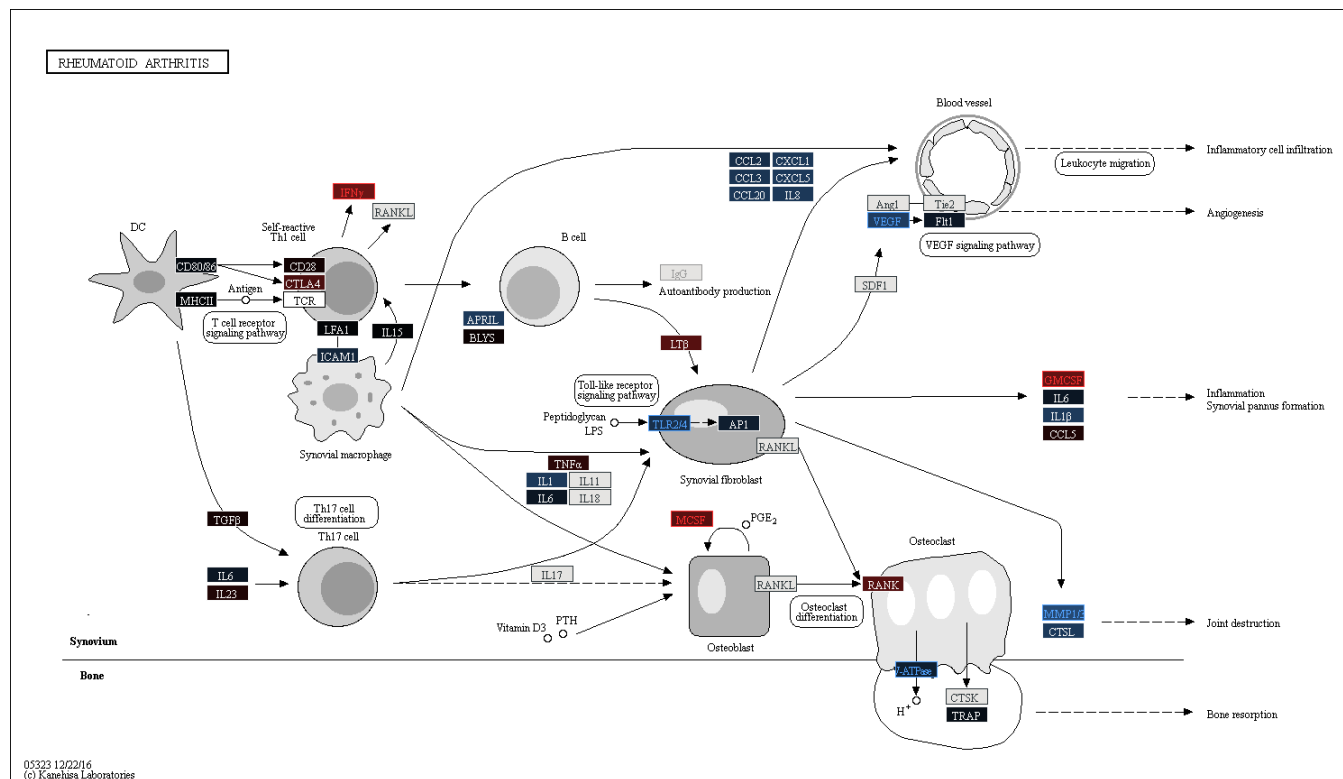 RHEUMATOID ARTHRITIS
Blood vessel
CCL2 CXCL1
CCL3 CXCL5
CCL20 IL8
Leukocyte migration
Inflammatory cell infiltration
IFNγ
RANKL
Ang1 Tie2
VEGF Flt1
Angiogenesis
VEGF signaling pathway
DC
Self-reactive
Th1 cell
B cell
CD80/86
CD28
CTLA4
MHCII
Antigen
TCR
T cell receptor
signaling pathway
LFA1
IL15
ICAM1
Synovial macrophage
IgG
Autoantibody production
SDF1
APRIL
BLYS
LTβ
Toll-like receptor
signaling pathway
Peptidoglycan
LPS
TLR2/4
AP1
RANKL
Synovial fibroblast
GMCSF
IL6
IL1β
CCL5
Inflammation
Synovial pannus formation
TNFα
IL1 IL11
IL6 IL18
TGFβ
Th17 cell
differentiation
Th17 cell
IL6
IL23
IL17
MCSF
PGE2
RANKL
Osteoblast
Vitamin D3
PTH
Osteoclast
differentiation
Osteoclast
RANK
MMP1/3
CTSL
Joint destruction
Synovium
Bone
V-ATPase
H+
CTSK
TRAP
Bone resorption
05323 12/22/16
(c) Kanehisa Laboratories